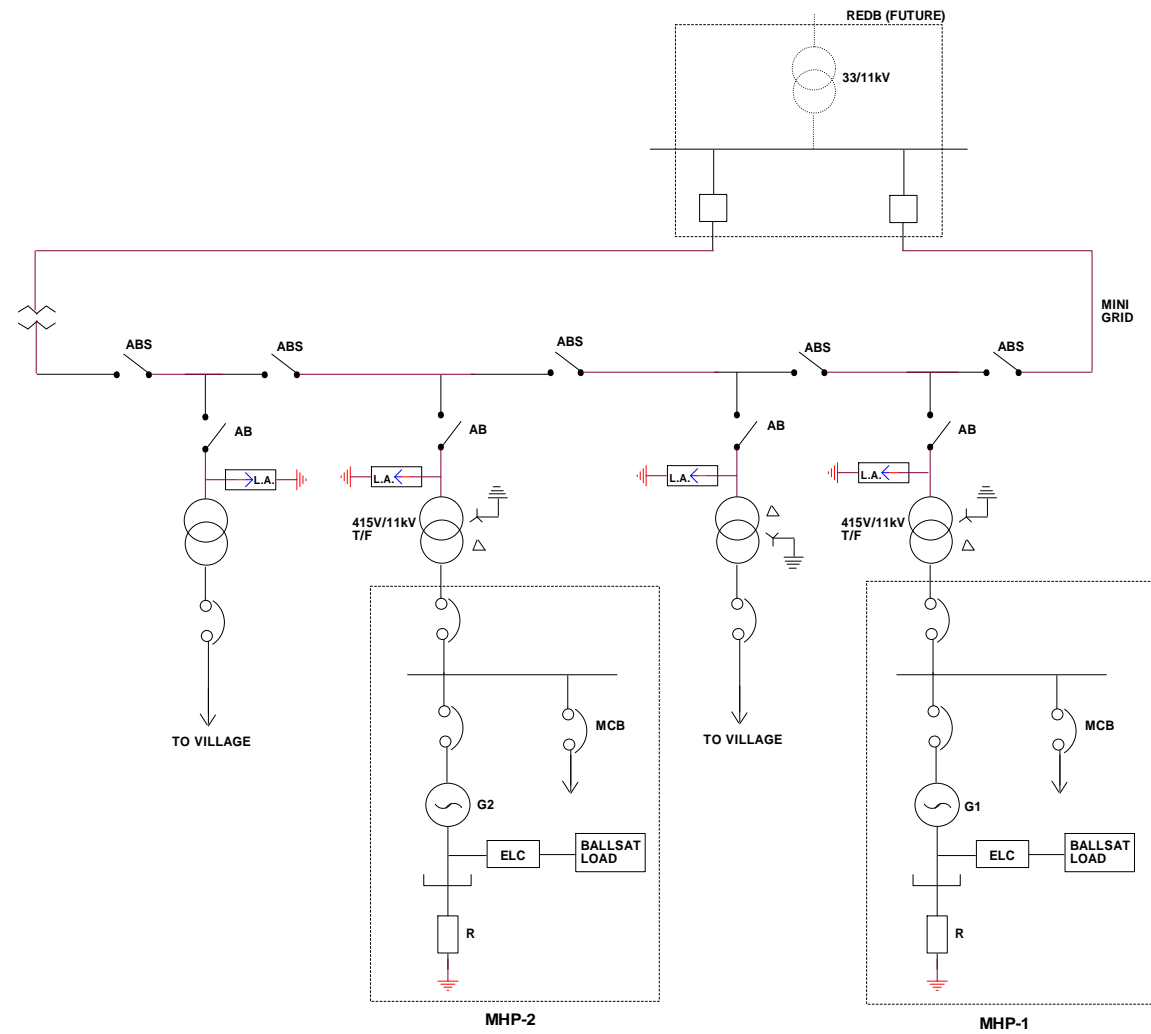 REDB (FUTURE)
33/11kV
MINI
GRID
ABS
ABS
ABS
ABS
ABS
AB
AB
AB
AB
L.A.
L.A.
L.A.
L.A.
415V/11kV
T/F
415V/11kV
T/F
TO VILLAGE
MCB
TO VILLAGE
MCB
G2
G1
ELC
BALLSAT
LOAD
ELC
BALLSAT
LOAD
R
R
MHP-2
MHP-1